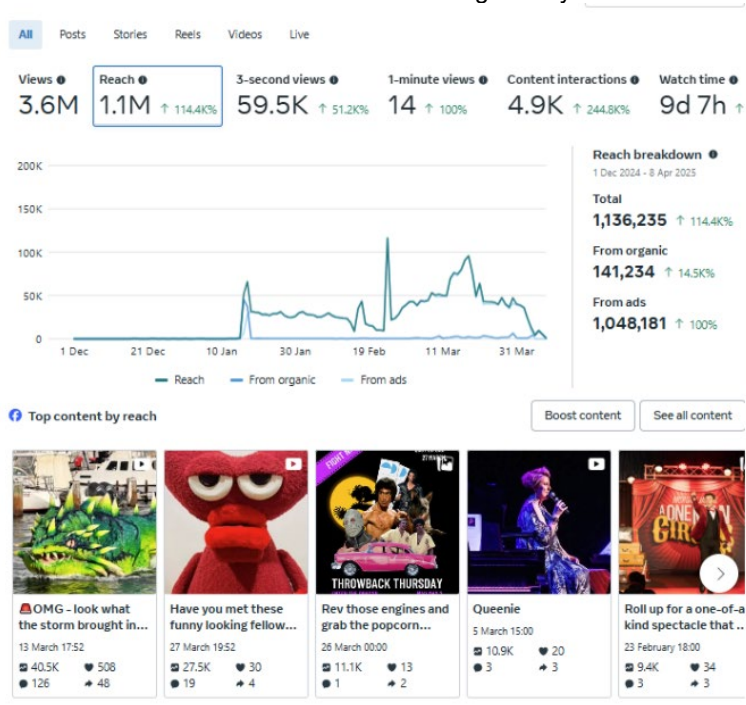 All Posts Stories Reels Videos Live
Views Reach 3-second views 1-minute views Content interactions Watch time
3.6M 1.1M ↑ 114.4K% 59.5K ↑ 51.2K% 14 ↑ 100% 4.9K ↑ 244.8K% 9d 7h ↑
Reach breakdown
1 Dec 2024 - 8 Apr 2025
Total
1,136,235 ↑ 114.4K%
From organic
141,234 ↑ 14.5K%
From ads
1,048,181 ↑ 100%
200K
150K
100K
50K
0
1 Dec 21 Dec 10 Jan 30 Jan 19 Feb 11 Mar 31 Mar
Reach From organic From ads
Top content by reach
Boost content See all content
FIGHT
27 MAR
THROWBACK THURSDAY
A ONE MAN
CIR
OMG - look what
the storm brought in...
13 March 17:52
40.5K 508
126 48
Have you met these
funny looking fellow...
27 March 19:52
27.5K 30
19 4
Rev those engines and
grab the popcorn...
26 March 00:00
11.1K 13
1 2
Queenie
5 March 15:00
10.9K 20
3 3
Roll up for a one-of-a
kind spectacle that ..
23 February 18:00
9.4K 34
3 3